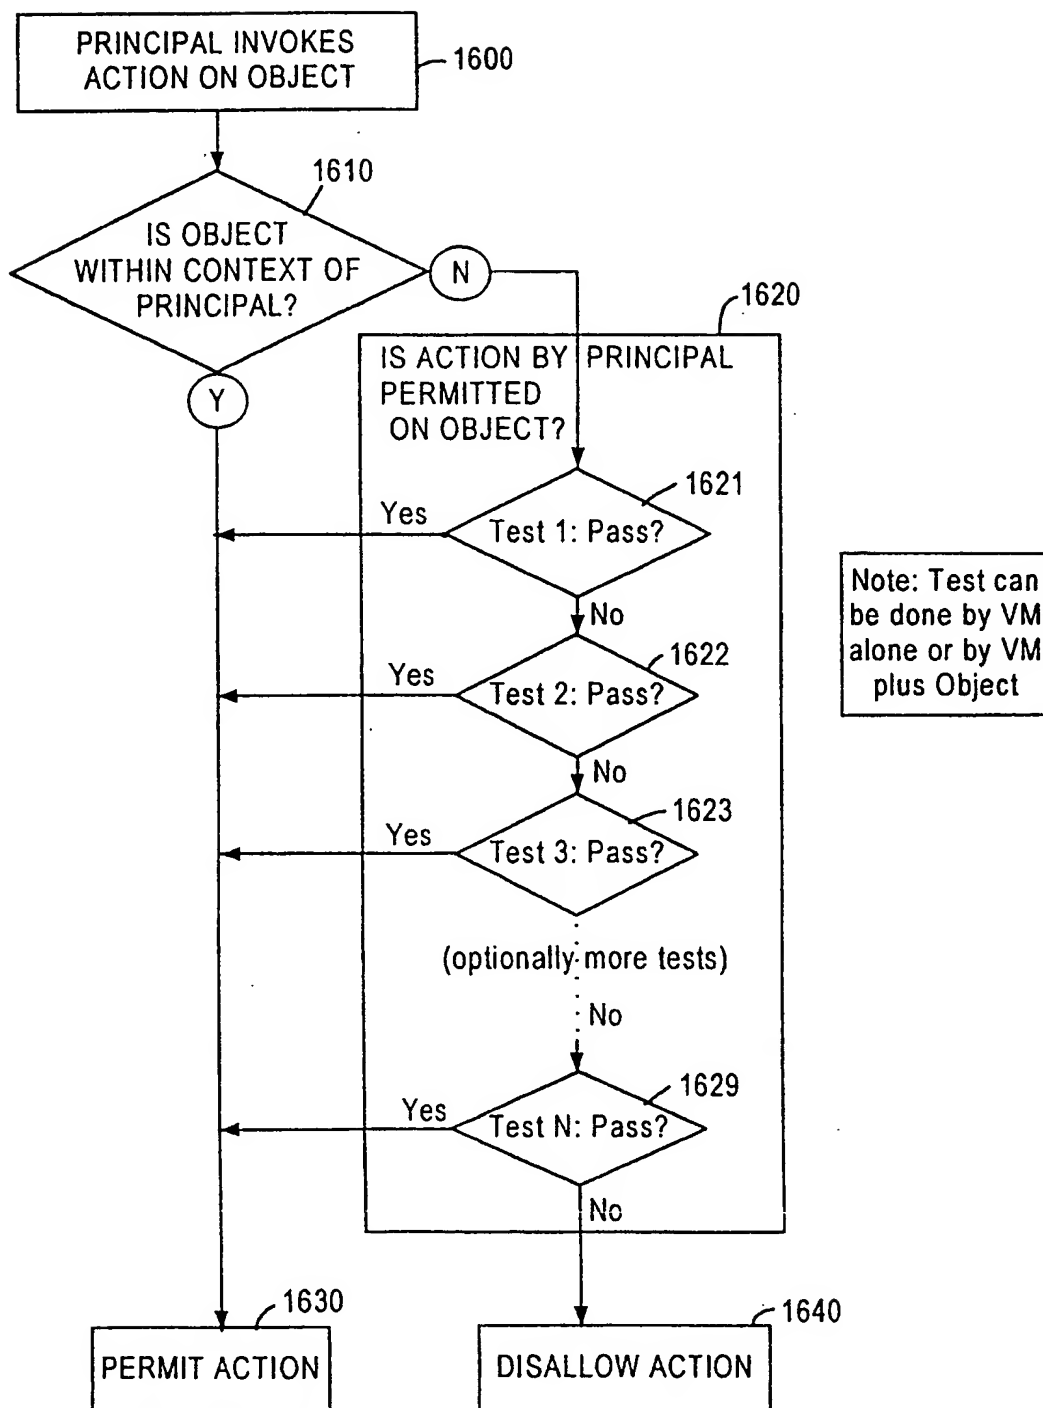 PRINCIPAL INVOKES
ACTION ON OBJECT
1600
1610
IS OBJECT
WITHIN CONTEXT OF
PRINCIPAL?
N
Y
1620
IS ACTION BY PRINCIPAL
PERMITTED
ON OBJECT?
1621
Yes
Test 1: Pass?
No
1622
Yes
Test 2: Pass?
No
1623
Yes
Test 3: Pass?
(optionally more tests)
No
1629
Yes
Test N: Pass?
No
Note: Test can
be done by VM
alone or by VM
plus Object
1630
PERMIT ACTION
1640
DISALLOW ACTION